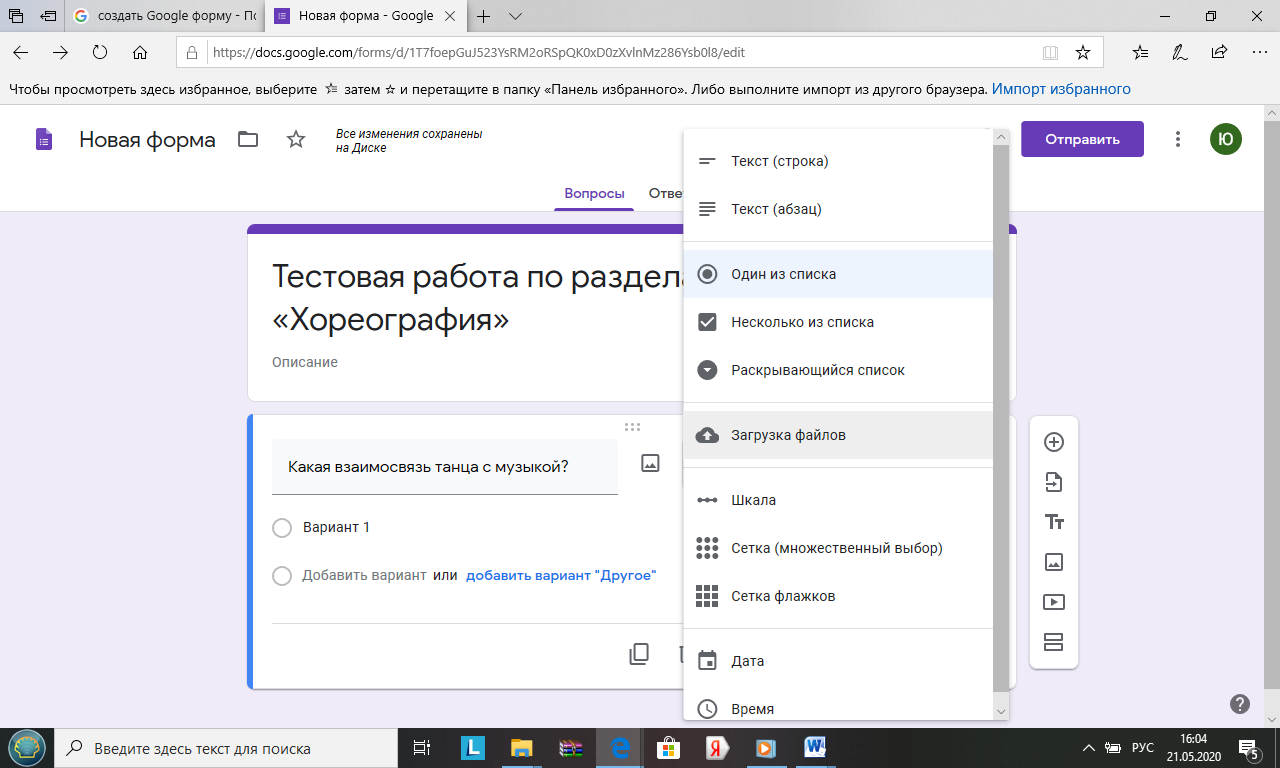 создать Google форму - По
Новая форма - Google
https://docs.google.com/forms/d/1T7foepGuJ523YsRM2oRSpQK0xD0zXvlnMz286Ysb0l8/edit
Чтобы просмотреть здесь избранное, выберите затем и перетащите в папку «Панель избранного». Либо выполните импорт из другого браузера. Импорт избранного
Новая форма
Все изменения сохранены
на Диске
Отправить
Ю
Вопросы
Отве
Тестовая работа по раздела
«Хореография»
Описание
Какая взаимосвязь танца с музыкой?
Вариант 1
Добавить вариант или добавить вариант "Другое"
Текст (строка)
Текст (абзац)
Один из списка
Несколько из списка
Раскрывающийся список
Загрузка файлов
Шкала
Сетка (множественный выбор)
Сетка флажков
Дата
Время
Введите здесь текст для поиска
РУС
16:04
21.05.2020
5